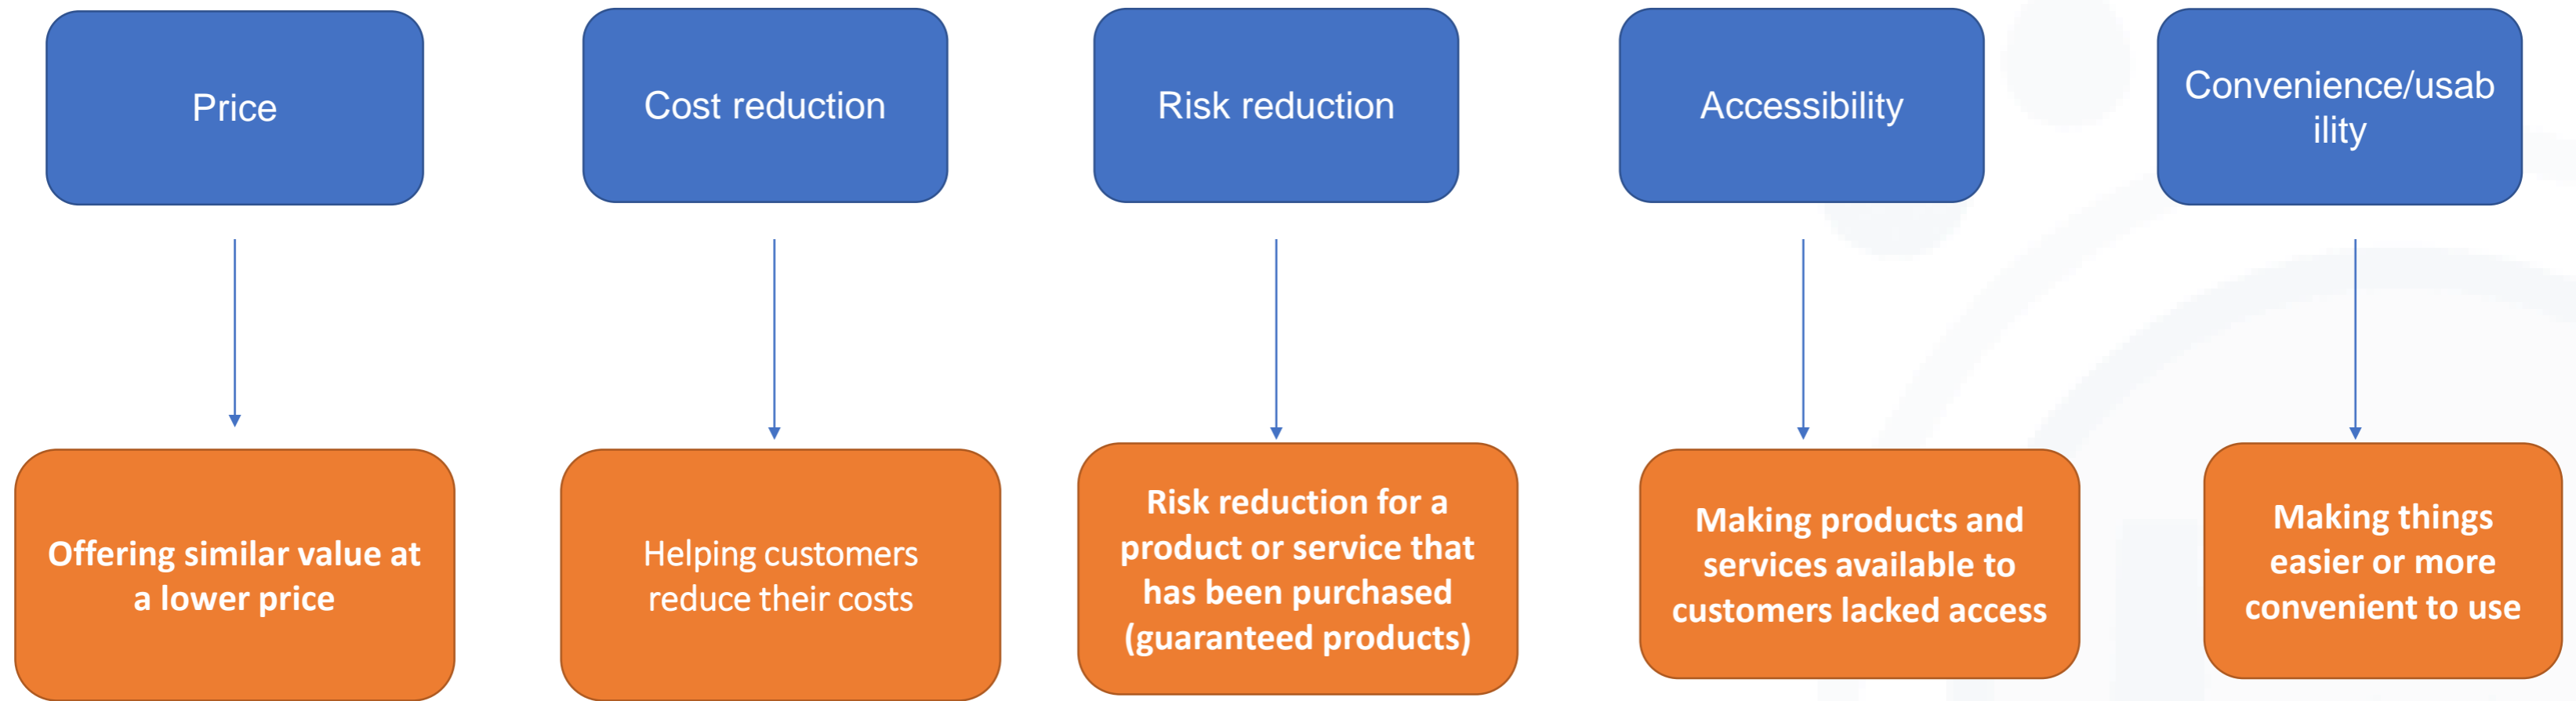 Price
Cost reduction
Risk reduction
Accessibility
Convenience/usab
ility
Offering similar value at
a lower price
Helping customers
reduce their costs
Risk reduction for a
product or service that
has been purchased
(guaranteed products)
Making products and
services available to
customers lacked access
Making things
easier or more
convenient to use